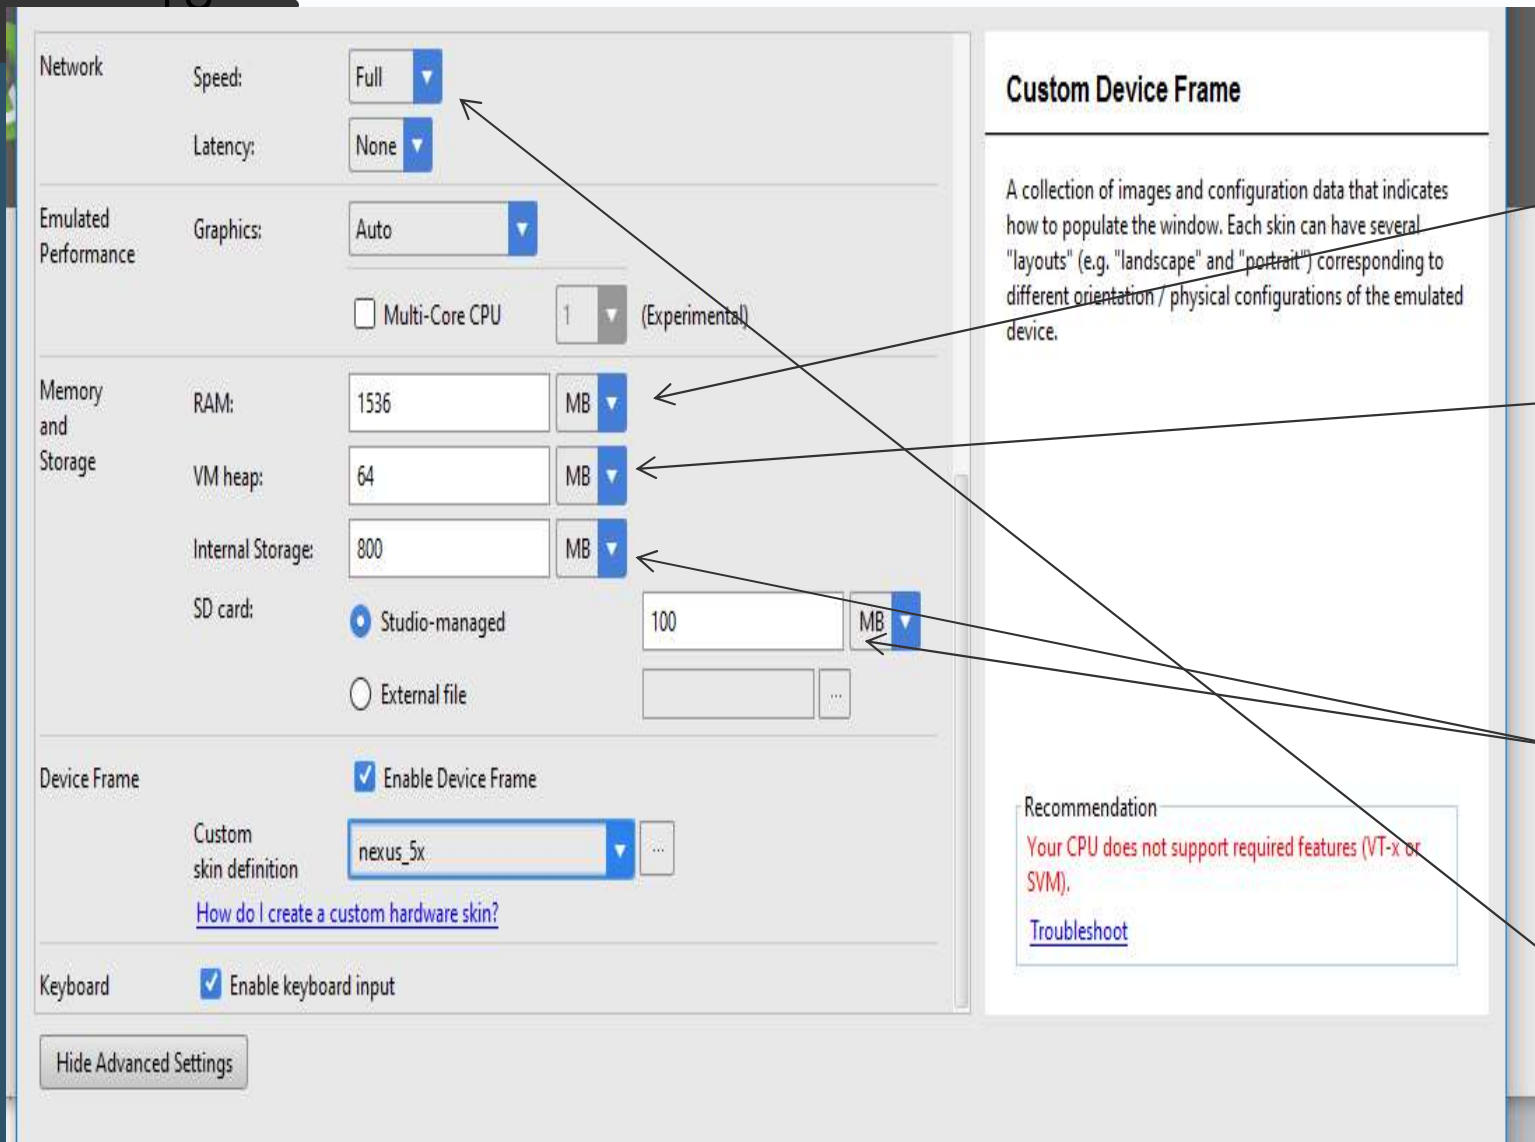 Network
Speed:
Full
Latency:
None
Emulated
Performance
Graphics:
Auto
Multi-Core CPU
1
(Experimental)
Memory
and
Storage
RAM:
1536
MB
VM heap:
64
MB
Internal Storage:
800
MB
SD card:
Studio-managed
100
MB
External file
...
Device Frame
Enable Device Frame
Custom
skin definition
nexus_5x
...
How do I create a custom hardware skin?
Keyboard
Enable keyboard input
Hide Advanced Settings
Custom Device Frame
A collection of images and configuration data that indicates
how to populate the window. Each skin can have several
"layouts" (e.g. "landscape" and "portrait") corresponding to
different orientation / physical configurations of the emulated
device.
Recommendation
Your CPU does not support required features (VT-x or
SVM).
Troubleshoot